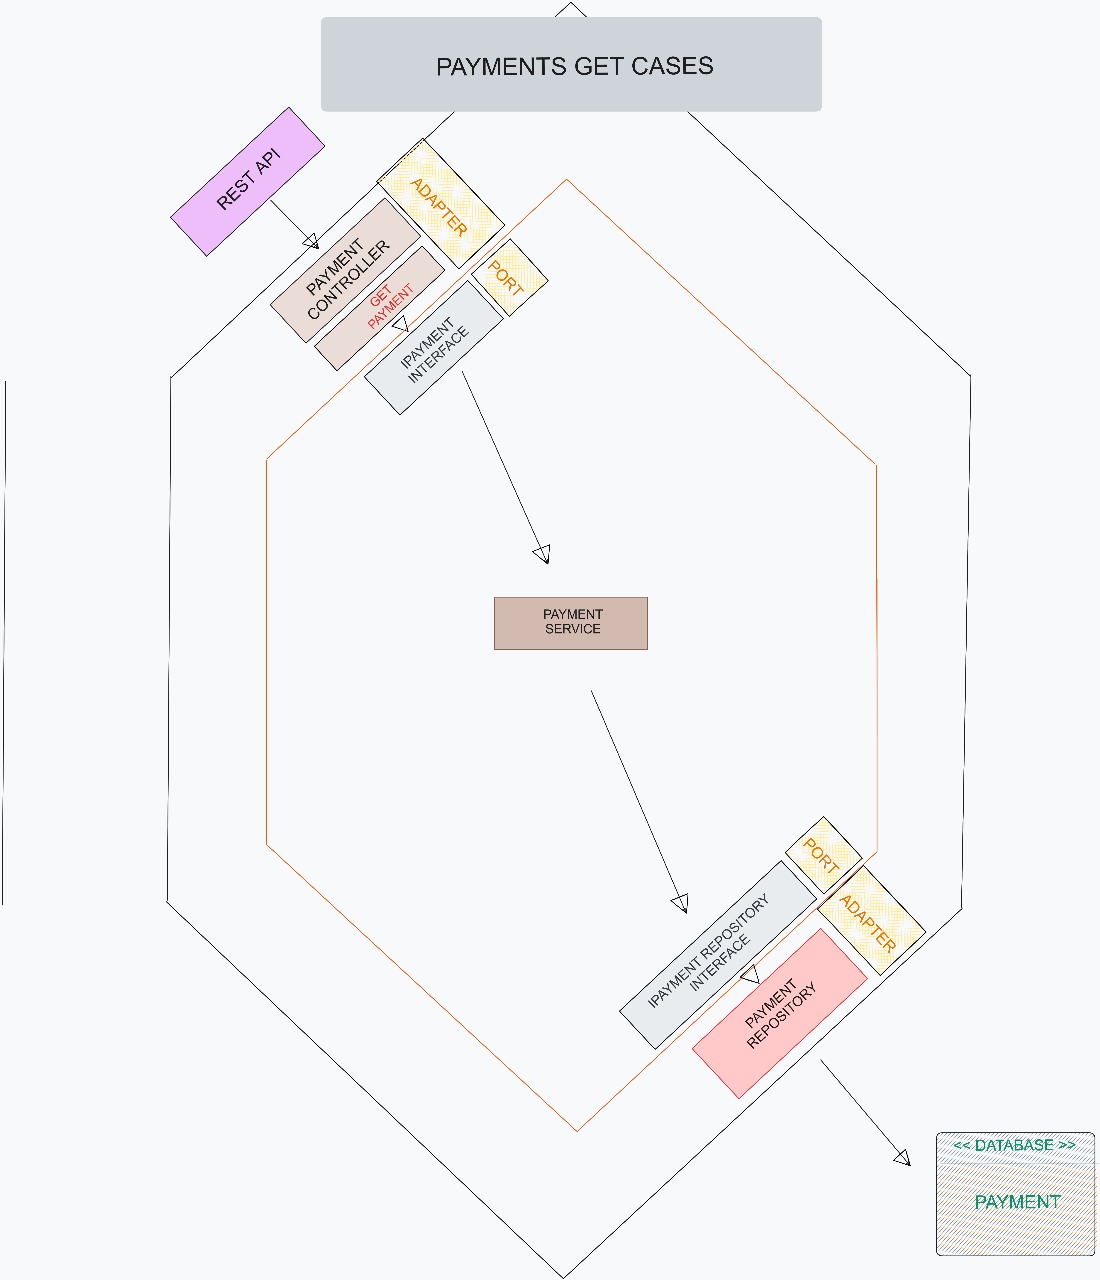 PAYMENTS GET CASES
REST API
ADAPTER
PAYMENT
CONTROLLER
GET
PAYMENT
PORT
IPAYMENT
INTERFACE
PAYMENT
SERVICE
PORT
ADAPTER
IPAYMENT REPOSITORY
INTERFACE
PAYMENT
REPOSITORY
<< DATABASE >>
PAYMENT